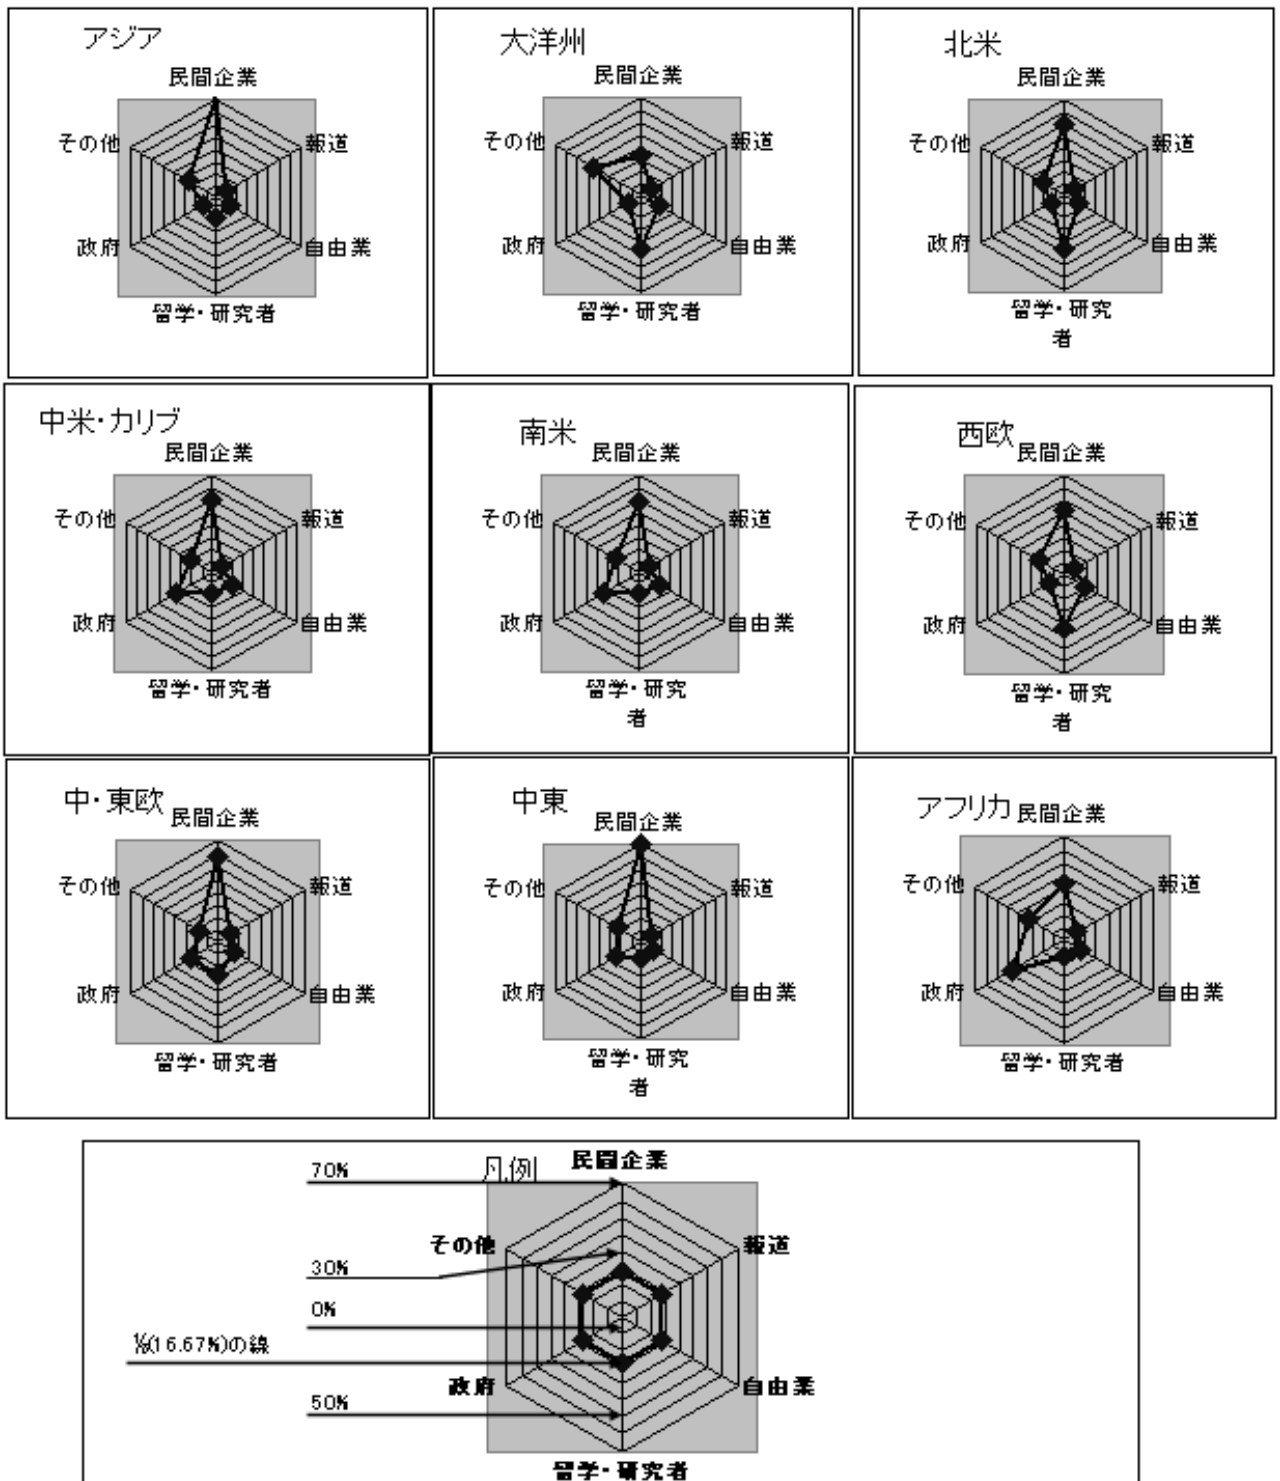 アジア
民間企業
その他
報道
政府
自由業
留学・研究者
大洋州
民間企業
その他
報道
政府
自由業
留学・研究者
北米
民間企業
その他
報道
政府
自由業
留学・研究
者
中米・カリブ
民間企業
その他
報道
政府
自由業
留学・研究者
南米
民間企業
その他
報道
政府
自由業
留学・研究
者
西欧
民間企業
その他
報道
政府
自由業
留学・研究
者
中・東欧
民間企業
その他
報道
政府
自由業
留学・研究者
中東
民間企業
その他
報道
政府
自由業
留学・研究
者
アフリカ
民間企業
その他
報道
政府
自由業
留学・研究者
凡例
民間企業
70%
その他
報道
30%
0%
⅙(16.67%)の線
政府
自由業
50%
留学・研究者